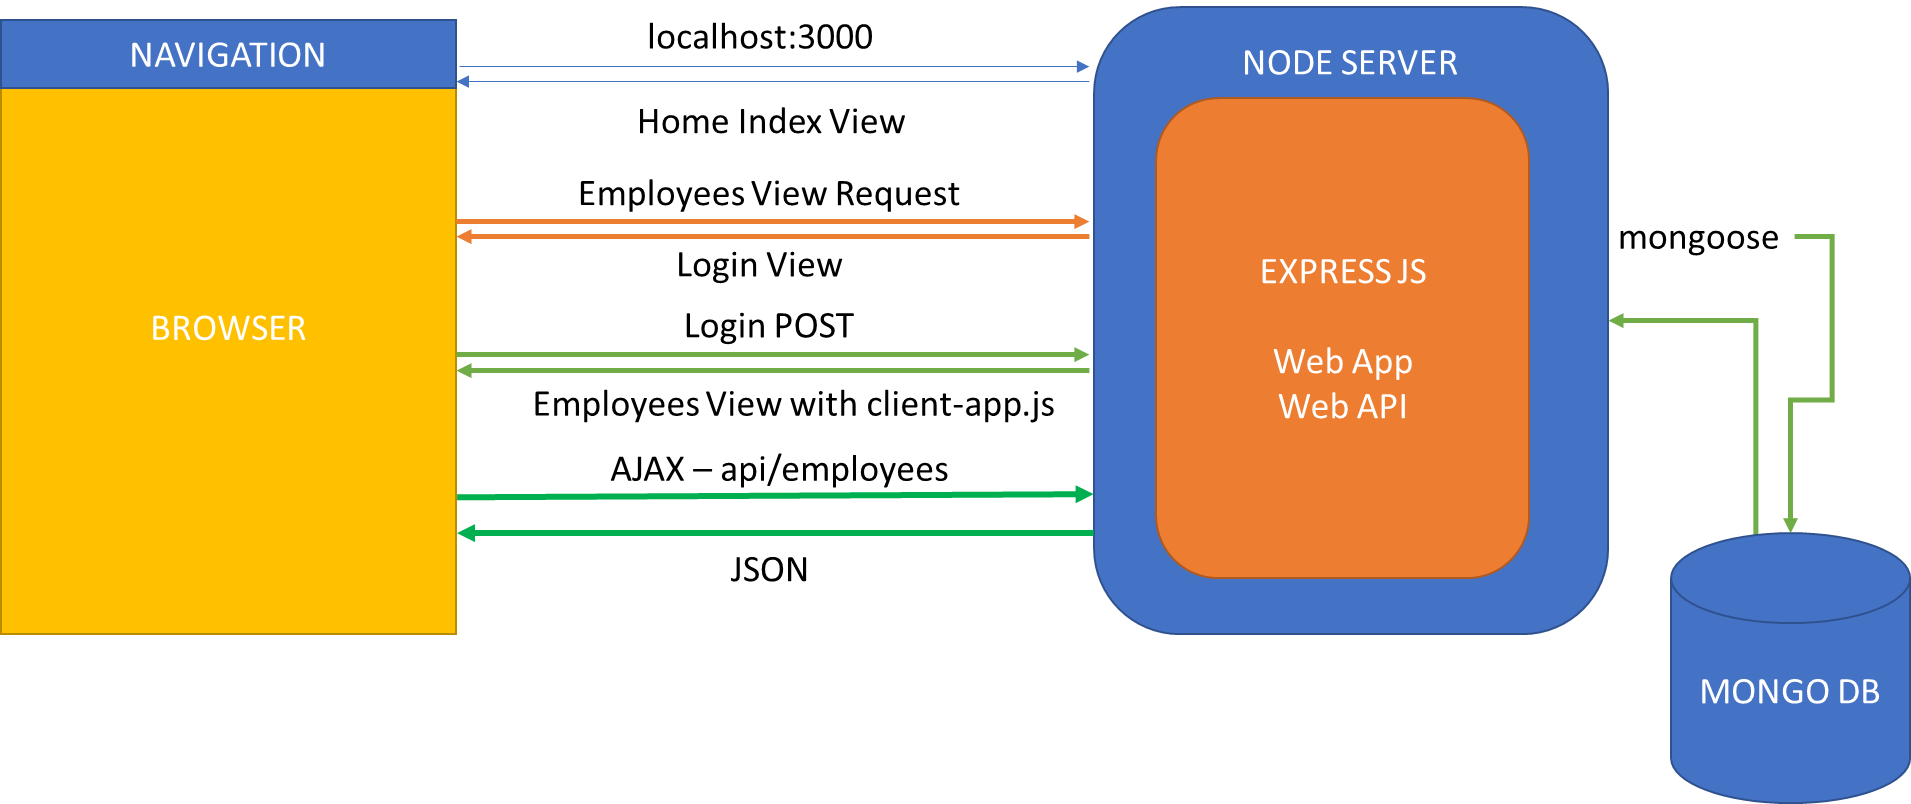 NAVIGATION
BROWSER
localhost:3000
Home Index View
Employees View Request
Login View
Login POST
Employees View with client-app.js
AJAX – api/employees
JSON
NODE SERVER
EXPRESS JS
Web App
Web API
mongoose
MONGO DB